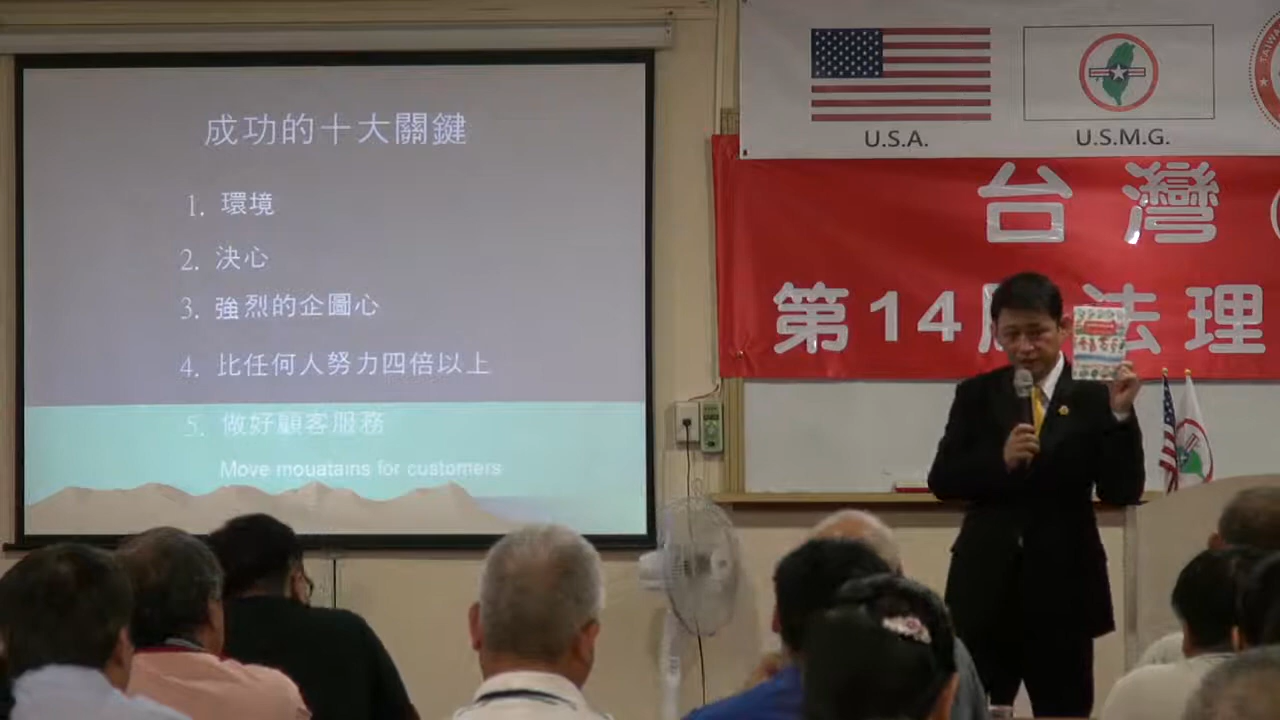 成功的十大關鍵
1. 環境
2. 決心
3. 強烈的企圖心
4. 比任何人努力四倍以上
5. 做好顧客服務
Move mouatains for customers
U.S.A.
U.S.M.G.
台灣
第14 法理